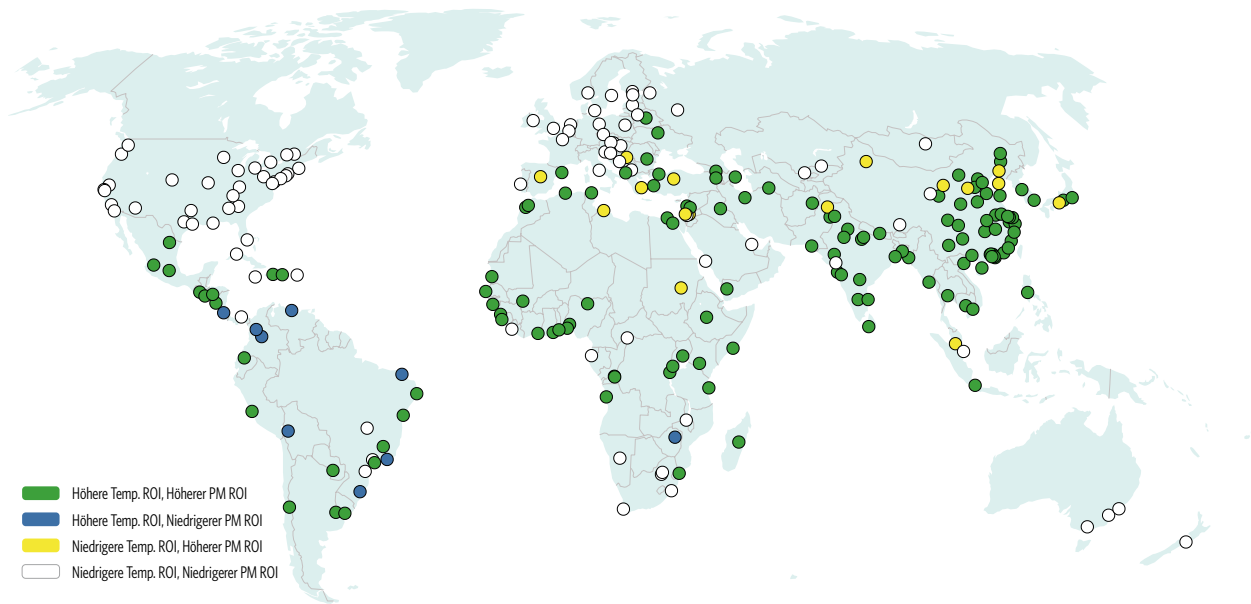 Höhere Temp. ROI, Höherer PM ROI
Höhere Temp. ROI, Niedrigerer PM ROI
Niedrigere Temp. ROI, Höherer PM ROI
Niedrigere Temp. ROI, Niedrigerer PM ROI